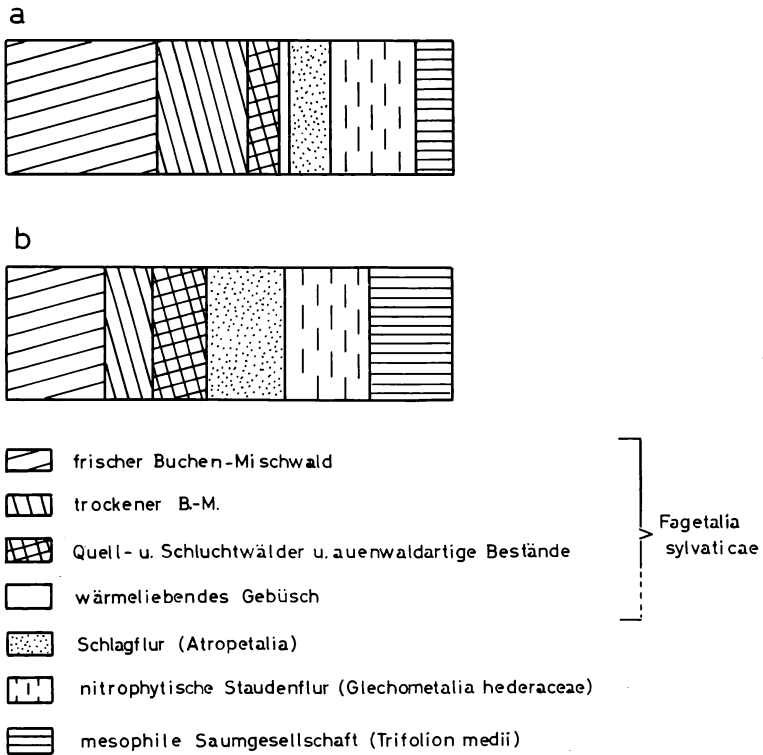 a
b
frischer Buchen-Mischwald
trockener B.-M.
Quell- u. Schluchtwälder u. auenwaldartige Bestände
wärmeliebendes Gebüsch
Fagetalia
sylvaticae
Schlagflur (Atropetalia)
nitrophytische Staudenflur (Glechometalia hederaceae)
mesophile Saumgesellschaft (Trifolion medii)